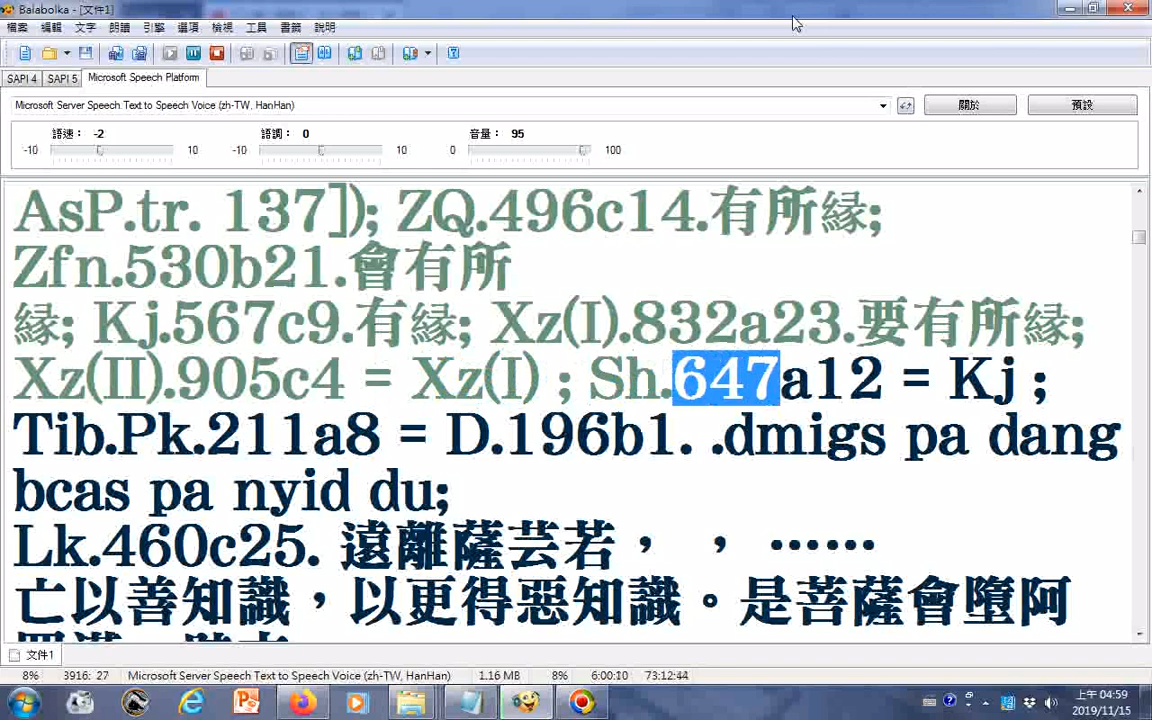 Balabolka - [文件1]
檔案 編輯 文字 朗讀 引擎 選項 檢視 工具 書籤 說明
SAPI 4 SAPI 5 Microsoft Speech Platform
Microsoft Server Speech Text to Speech Voice (zh-TW, HanHan) 關於 預設
語速： -2 語調： 0 音量： 95
-10 10 -10 10 0 100
AsP.tr. 137]); ZQ.496c14.有所緣;
Zfn.530b21.會有所
緣; Kj.567c9.有緣; Xz(I).832a23.要有所緣;
Xz(II).905c4 = Xz(I) ; Sh.647a12 = Kj ;
Tib.Pk.211a8 = D.196b1. .dmigs pa dang
bcas pa nyid du;
Lk.460c25. 遠離薩芸若， ， ……
亡以善知識，以更得惡知識。是菩薩會墮阿
文件1
8% 3916: 27 Microsoft Server Speech Text to Speech Voice (zh-TW, HanHan) 1.16 MB 8% 6:00:10 73:12:44
上午 04:59
2019/11/15